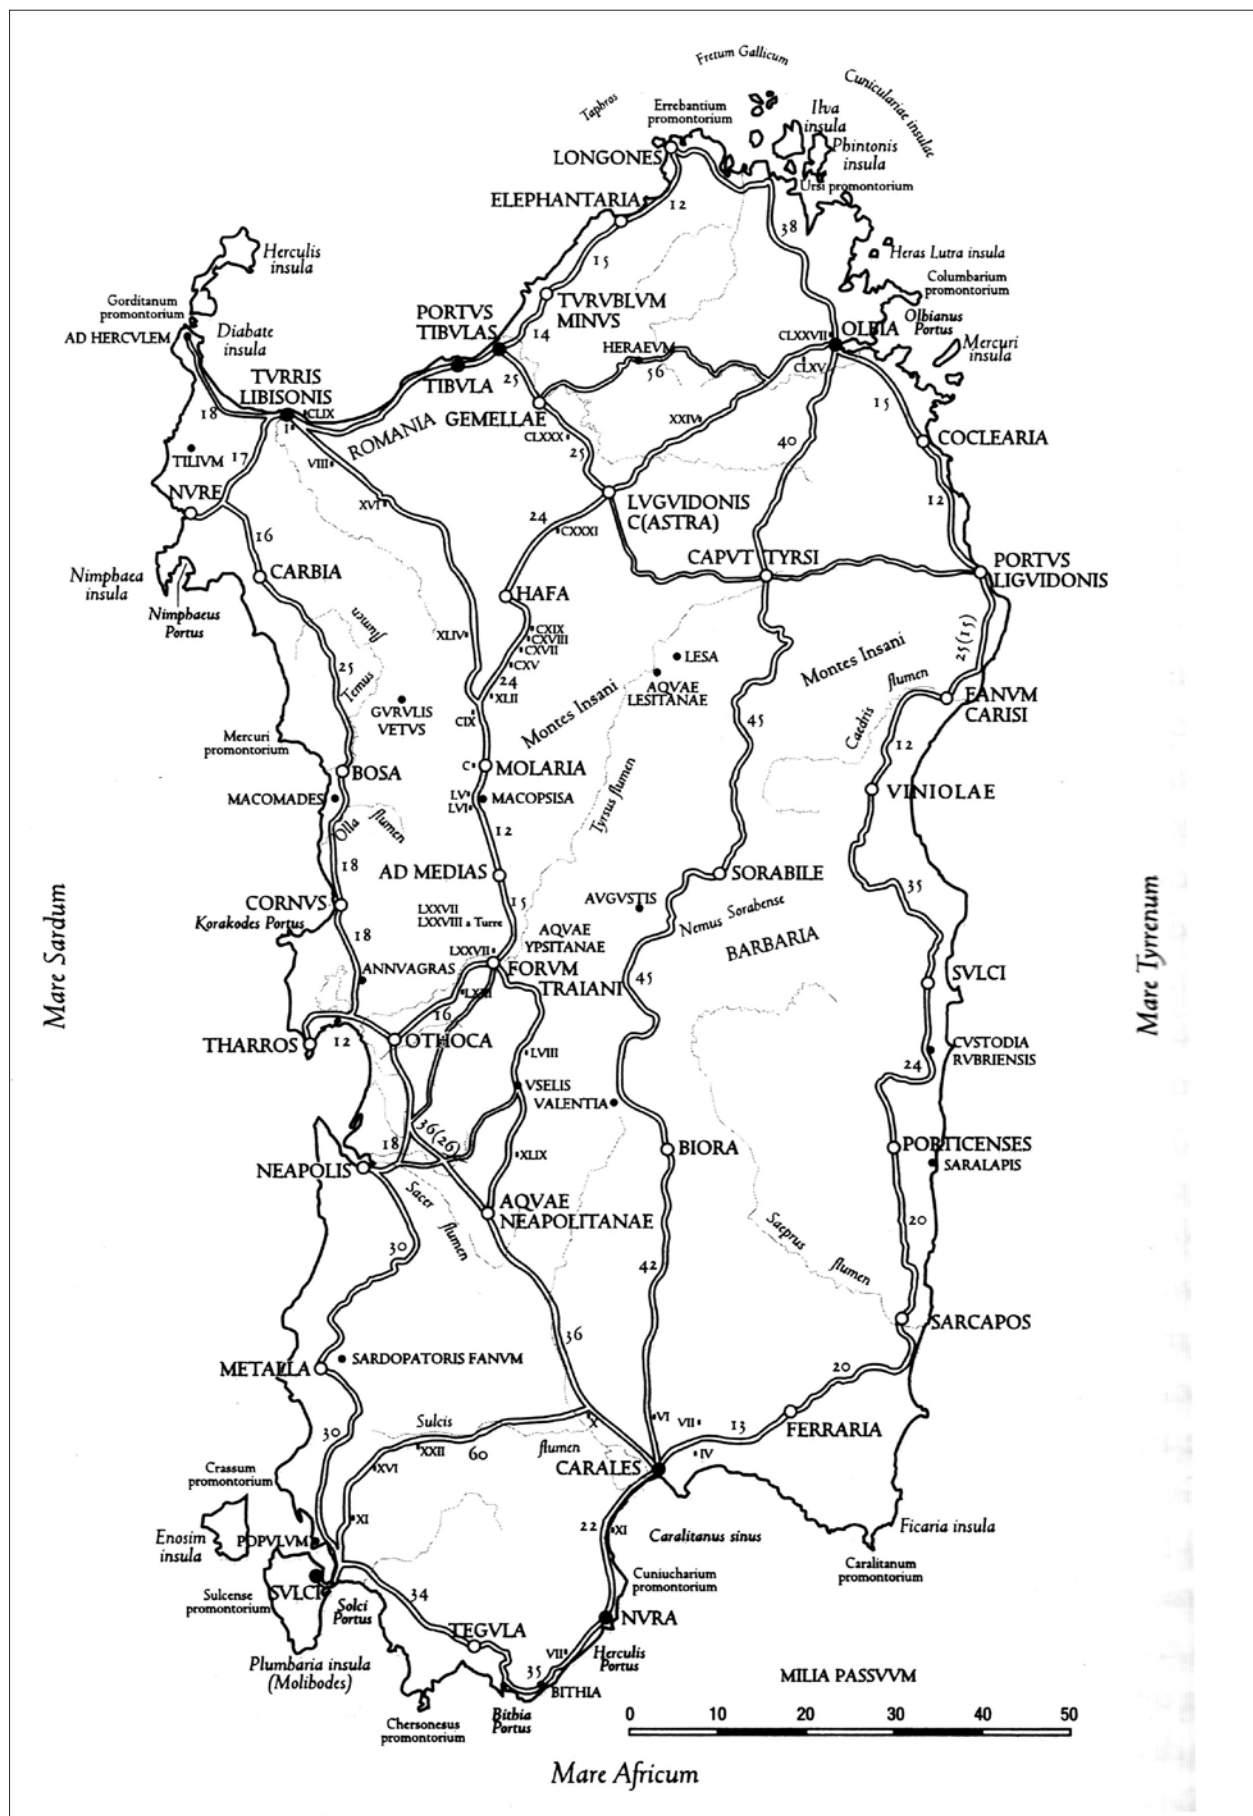 Fretum Gallicum
Cuniculariae insulae
Taphros
Errebantium
promontorium
Ilva
insula
Phintonis
insula
LONGONES
Ursi promontorium
ELEPHANTARIA
12
38
Herculis
insula
15
Heras Lutra insula
Columbarium
promontorium
Gorditanum
promontorium
TVRVBLVM
MINVS
PORTVS
TIBVLAS
Olbianus
Portus
AD HERCVLEM
Diabate
insula
14
CLXXVII
OLBIA
Mercuri
insula
HERAEVM
CLXV
56
TVRRIS
LIBISONIS
TIBVLA
25
15
18
CLIX
I
ROMANIA
GEMELLAE
XXIV
CLXXX
40
COCLEARIA
TILIVM
17
VIII
25
NVRE
XVI
LVGVIDONIS
C(ASTRA)
12
24
16
CXXXI
CAPVT TYRSI
PORTVS
LIGVIDONIS
Nimphaea
insula
CARBIA
HAFA
Nimphaeus
Portus
flumen
CXIX
CXVIII
CXVII
CXV
XLIV
25 (15)
25
Temus
LESA
Montes Insani
24
AQVAE
LESITANAE
flumen
GVRVLIS
VETVS
XLII
Montes Insani
FANVM
CARISI
CIX
45
Caedris
12
Mercuri
promontorium
BOSA
C
MOLARIA
VINIOLAE
MACOMADES
LV
LVI
MACOPSISA
Tyrsus flumen
Olla
flumen
12
18
AD MEDIAS
SORABILE
35
CORNVS
15
AVGVSTIS
Nemus Sorabense
Korakodes Portus
LXXVII
LXXVIII a Turre
18
AQVAE
YPSITANAE
BARBARIA
LXXVII
ANNVAGRAS
FORVM
TRAIANI
45
SVLCI
16
THARROS
12
OTHOCA
LVIII
CVSTODIA
RVBRIENSIS
24
VSELIS
VALENTIA
36(26)
18
BIORA
PORTICENSES
XLIX
SARALAPIS
NEAPOLIS
Sacer
flumen
AQVAE
NEAPOLITANAE
Saeprus
flumen
20
30
42
SARCAPOS
36
SARDOPATORIS FANVM
METALLA
20
30
Sulcis
X
VI
VII
13
FERRARIA
XXII
60
flumen
IV
XVI
CARALES
Crassum
promontorium
XI
22
XI
Caralitanus sinus
Ficaria insula
Enosim
insula
POPVLVM
Caralitanum
promontorium
Cuniucharium
promontorium
SVLCI
Sulcense
promontorium
Solci
Portus
34
NVRA
TEGVLA
VII
Herculis
Portus
Plumbaria insula
(Molibodes)
35
BITHIA
Chersonesus
promontorium
Bithia
Portus
MILIA PASSVVM
0 10 20 30 40 50
Mare Sardum
Mare Tyrrenum
Mare Africum